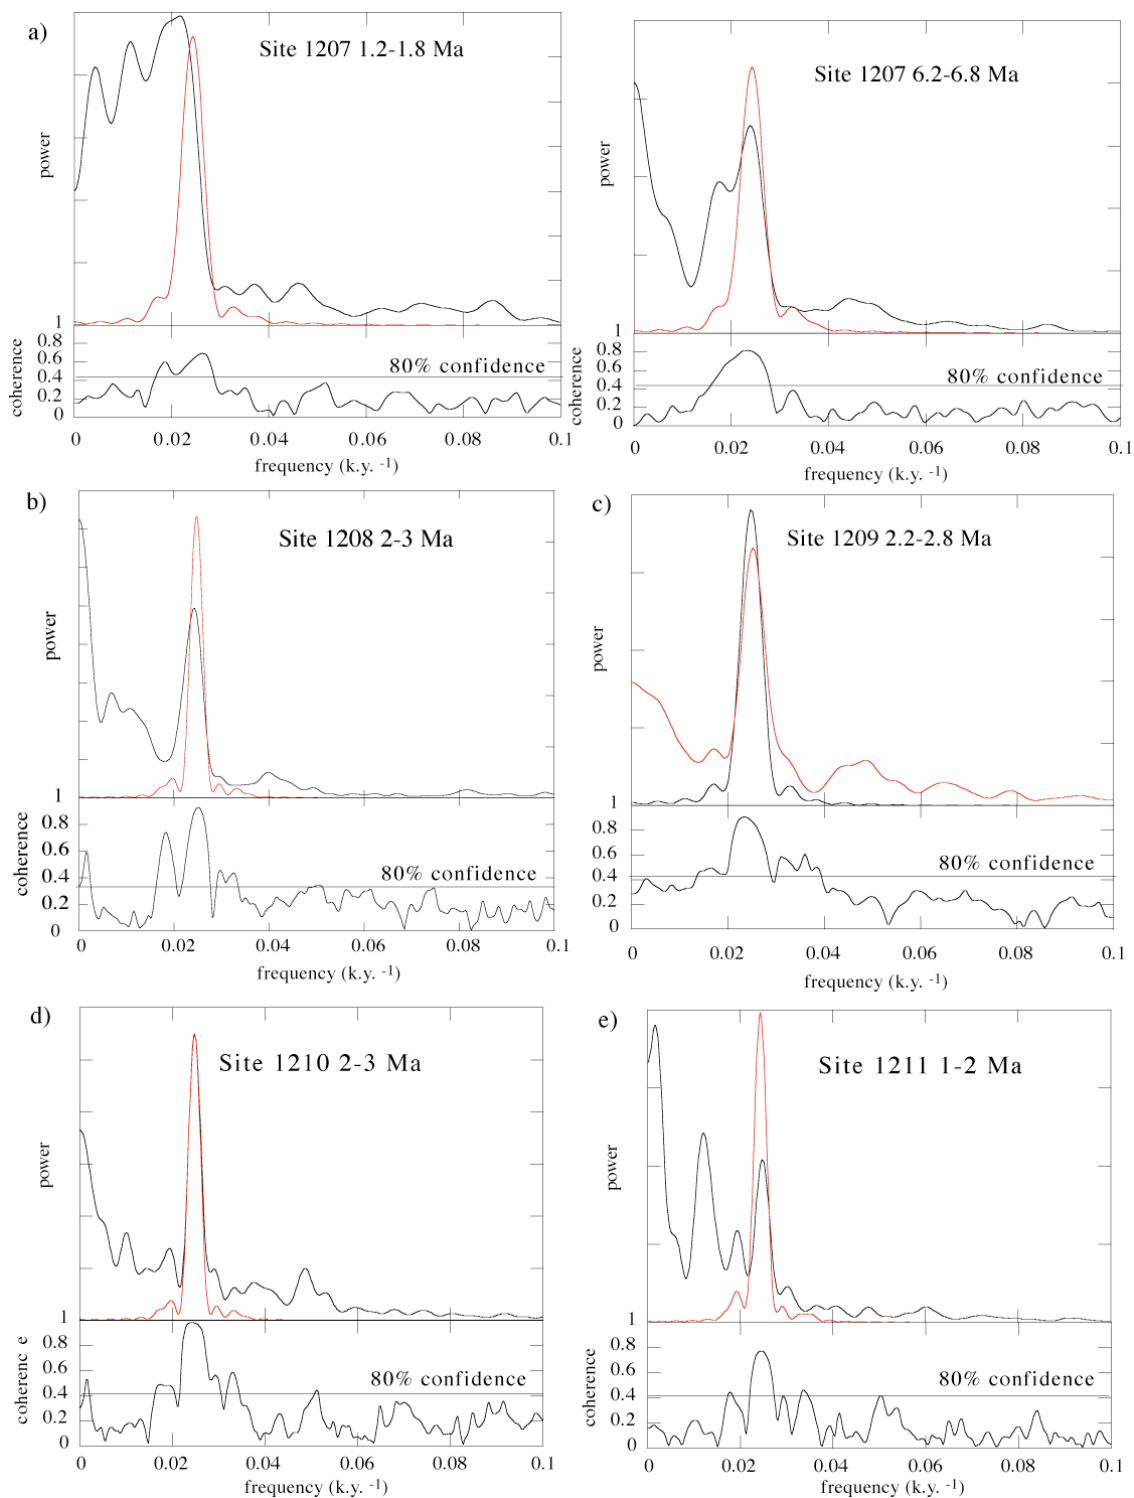 a)
Site 1207 1.2-1.8 Ma
power
1
0.8
0.6
0.4
0.2
0
coherence
80% confidence
0 0.02 0.04 0.06 0.08 0.1
frequency (k.y. -1)
Site 1207 6.2-6.8 Ma
power
1
0.8
0.6
0.4
0.2
0
coherence
80% confidence
0 0.02 0.04 0.06 0.08 0.1
frequency (k.y. -1)
b)
Site 1208 2-3 Ma
power
1
0.8
0.6
0.4
0.2
0
coherence
80% confidence
0 0.02 0.04 0.06 0.08 0.1
frequency (k.y. -1)
c)
Site 1209 2.2-2.8 Ma
power
1
0.8
0.6
0.4
0.2
0
coherence
80% confidence
0 0.02 0.04 0.06 0.08 0.1
frequency (k.y. -1)
d)
Site 1210 2-3 Ma
power
1
0.8
0.6
0.4
0.2
0
coherenc e
80% confidence
0 0.02 0.04 0.06 0.08 0.1
frequency (k.y. -1)
e)
Site 1211 1-2 Ma
power
1
0.8
0.6
0.4
0.2
0
coherence
80% confidence
0 0.02 0.04 0.06 0.08 0.1
frequency (k.y. -1)